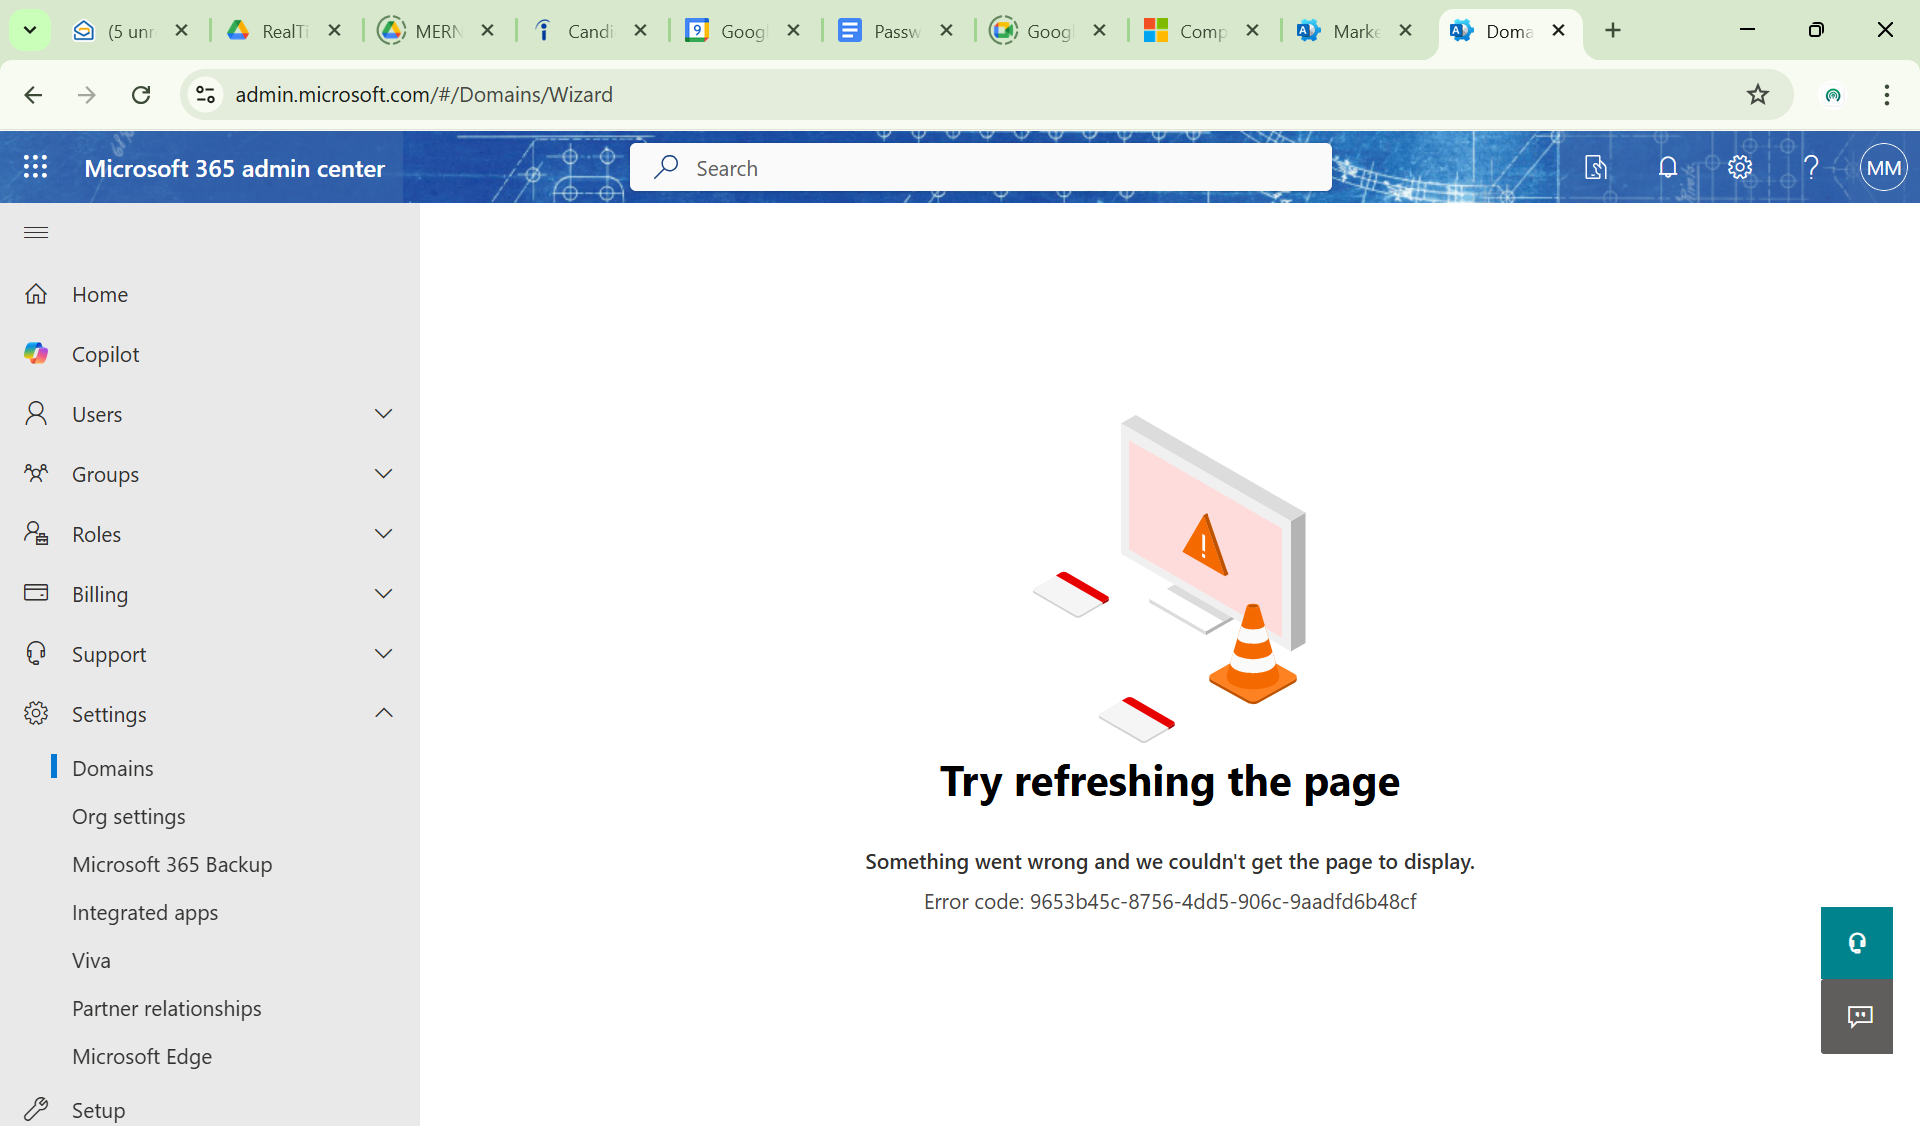 (5 unr
RealTi
MERN
Candi
Googl
9
Passw
Googl
Comp
Marke
Doma
admin.microsoft.com/#/Domains/Wizard
Microsoft 365 admin center
Search
MM
Home
Copilot
Users
Groups
Roles
Billing
Support
Settings
Domains
Org settings
Microsoft 365 Backup
Integrated apps
Viva
Partner relationships
Microsoft Edge
Setup
Try refreshing the page
Something went wrong and we couldn't get the page to display.
Error code: 9653b45c-8756-4dd5-906c-9aadfd6b48cf